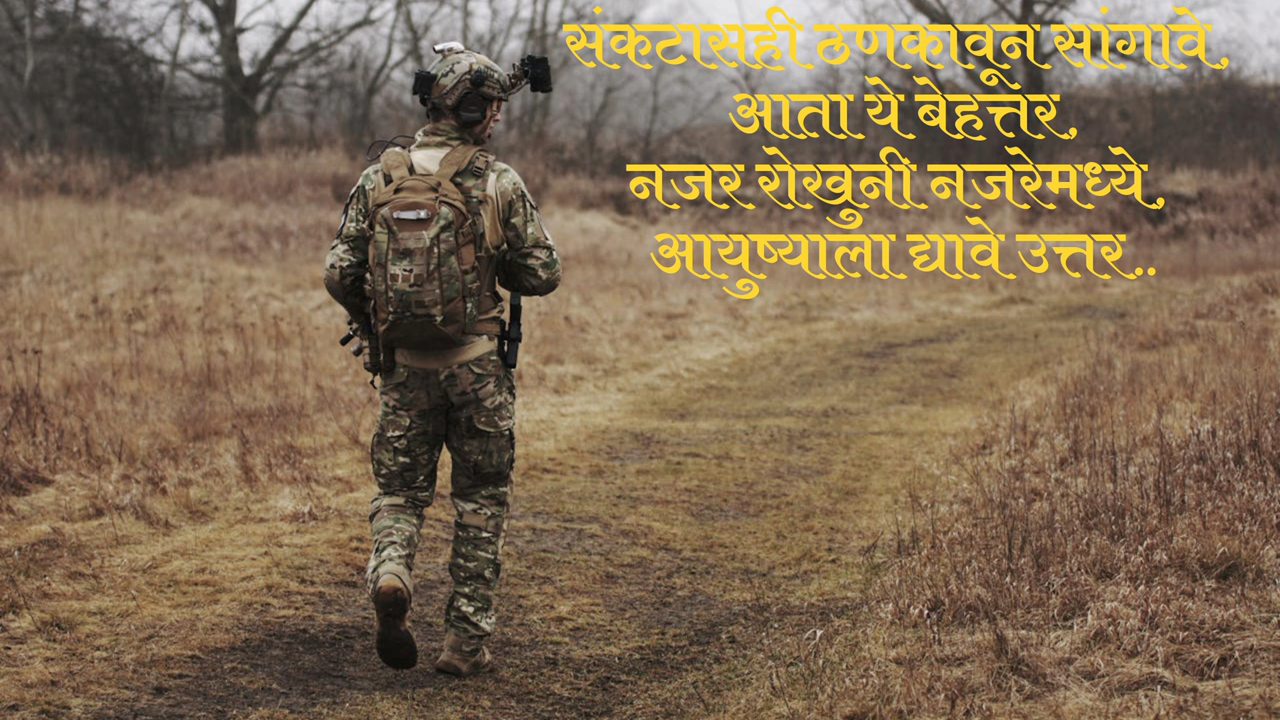 संकटासही ठणकावून सांगावे,
आता ये बेहत्तर,
नजर रोखुनी नजरेमध्ये,
आयुष्याला द्यावे उत्तर..